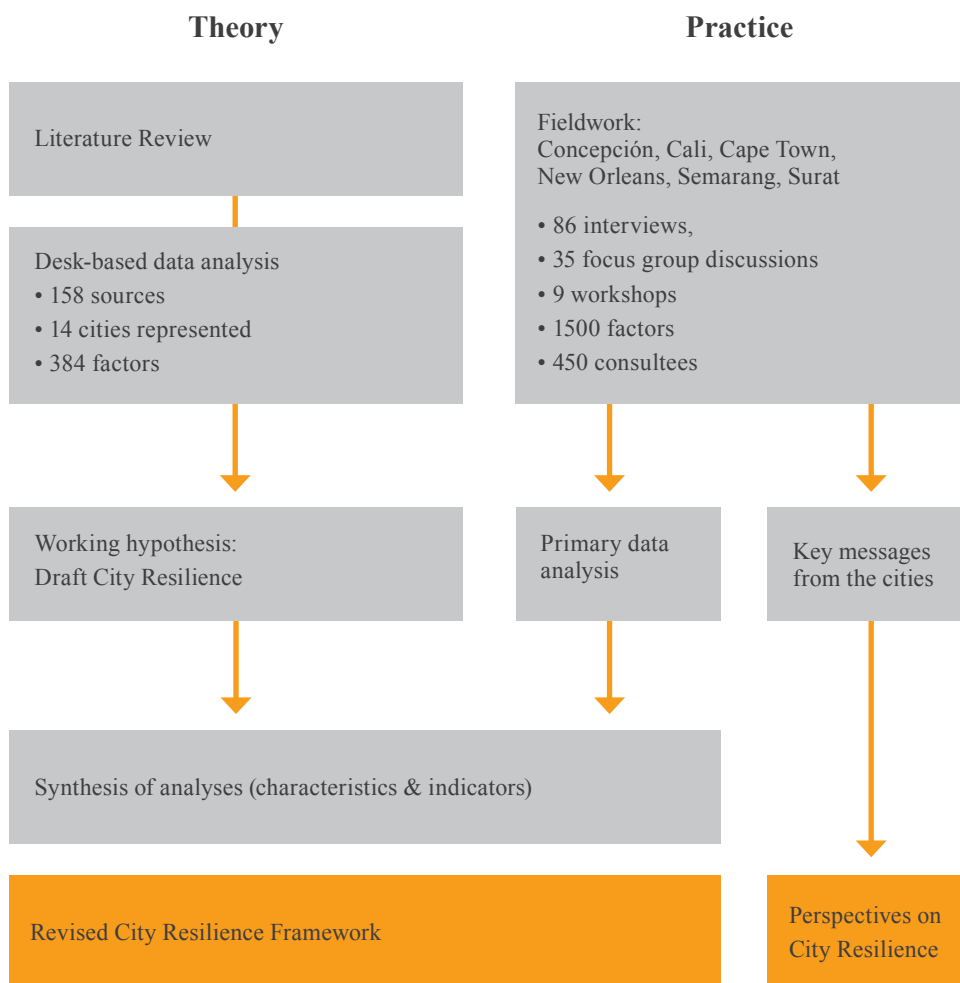 Theory
Practice
Literature Review
Desk-based data analysis
• 158 sources
• 14 cities represented
• 384 factors
Fieldwork:
Concepción, Cali, Cape Town,
New Orleans, Semarang, Surat
• 86 interviews,
• 35 focus group discussions
• 9 workshops
• 1500 factors
• 450 consultees
Working hypothesis:
Draft City Resilience
Primary data
analysis
Key messages
from the cities
Synthesis of analyses (characteristics & indicators)
Revised City Resilience Framework
Perspectives on
City Resilience